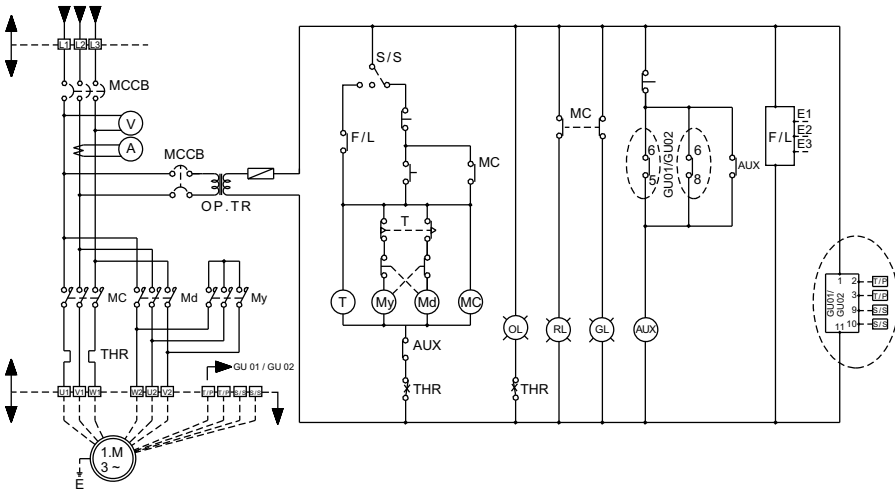 L1 L2 L3
MCCB
V
A
MCCB
OP.TR
MC Md My
THR
GU 01 / GU 02
U1 V1 W1 W2 U2 V2 T/P T/P S/S S/S
1.M
3 ~
E
S/S
F/L
MC
T
T My Md MC
AUX
THR
OL
THR
MC
RL GL
6
5
GU01/GU02
6
8
AUX
AUX
F/L
E1
E2
E3
1
2 T/P
3 T/P
9 S/S
10 S/S
11
GU01/
GU02